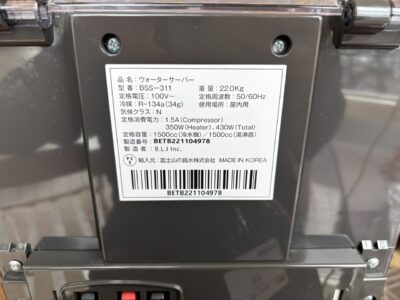 品 名 : ウォーターサーバー
型 番 : BSS-311 重 量 : 22.0Kg
定格電圧 : 100V~ 定格周波数 : 50/60Hz
冷媒 : R-134a(34g) 使用場所 : 屋内用
気候クラス : N
定格消費電力 : 1.5A(Compressor)
350W(Heater), 430W(Total)
定格容量 : 1500cc(冷水槽) / 1500cc(温沸器)
製造番号 : BETB221104978
製造者 : B.L.I Inc.
PSE 輸入元 : 富士山の銘水株式会社 MADE IN KOREA
BETB221104978